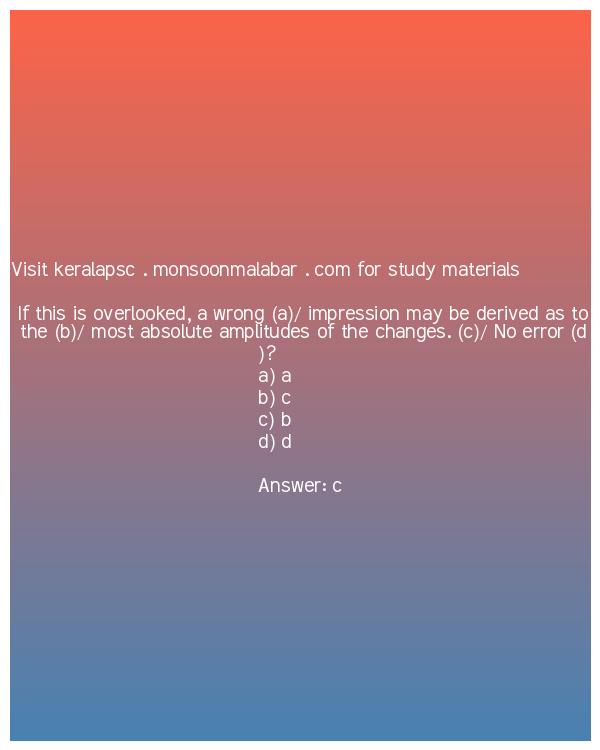 Visit keralapsc . monsoonmalabar . com for study materials
If this is overlooked, a wrong (a)/ impression may be derived as to
the (b)/ most absolute amplitudes of the changes. (c)/ No error (d
)?
a) a
b) c
c) b
d) d
Answer: c